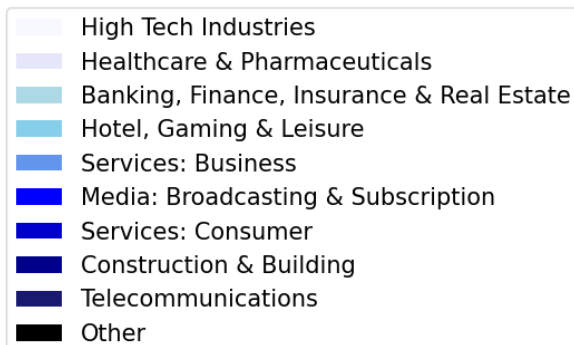 High Tech Industries
Healthcare & Pharmaceuticals
Banking, Finance, Insurance & Real Estate
Hotel, Gaming & Leisure
Services: Business
Media: Broadcasting & Subscription
Services: Consumer
Construction & Building
Telecommunications
Other